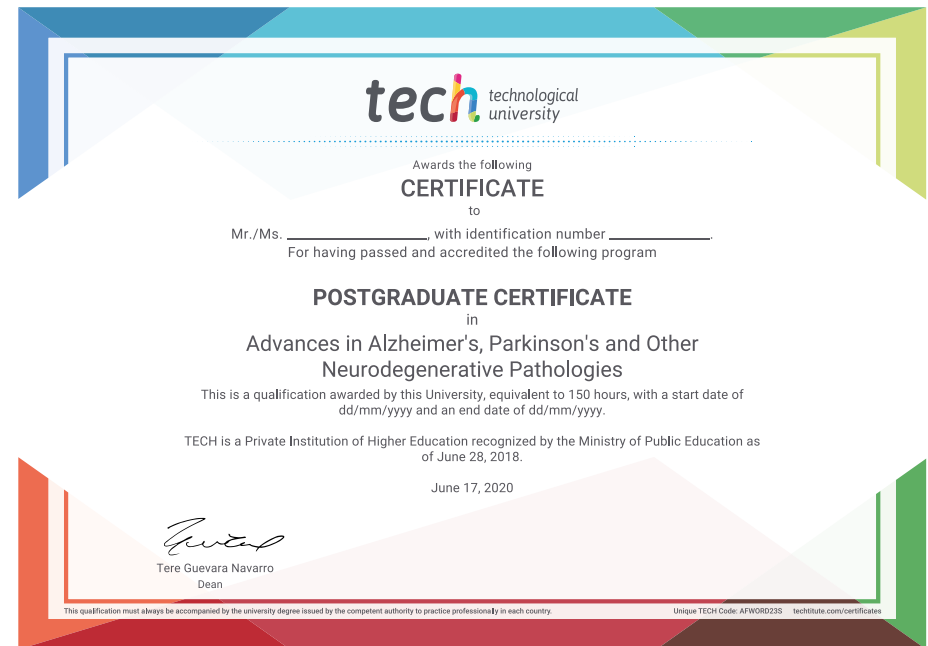 tech technological
university
Awards the following
CERTIFICATE
to
Mr./Ms. ____________________, with identification number ______________.
For having passed and accredited the following program
POSTGRADUATE CERTIFICATE
in
Advances in Alzheimer's, Parkinson's and Other
Neurodegenerative Pathologies
This is a qualification awarded by this University, equivalent to 150 hours, with a start date of
dd/mm/yyyy and an end date of dd/mm/yyyy.
TECH is a Private Institution of Higher Education recognized by the Ministry of Public Education as
of June 28, 2018.
June 17, 2020
Tere Guevara Navarro
Dean
This qualification must always be accompanied by the university degree issued by the competent authority to practice professionally in each country.
Unique TECH Code: AFWORD23S techtitute.com/certificates